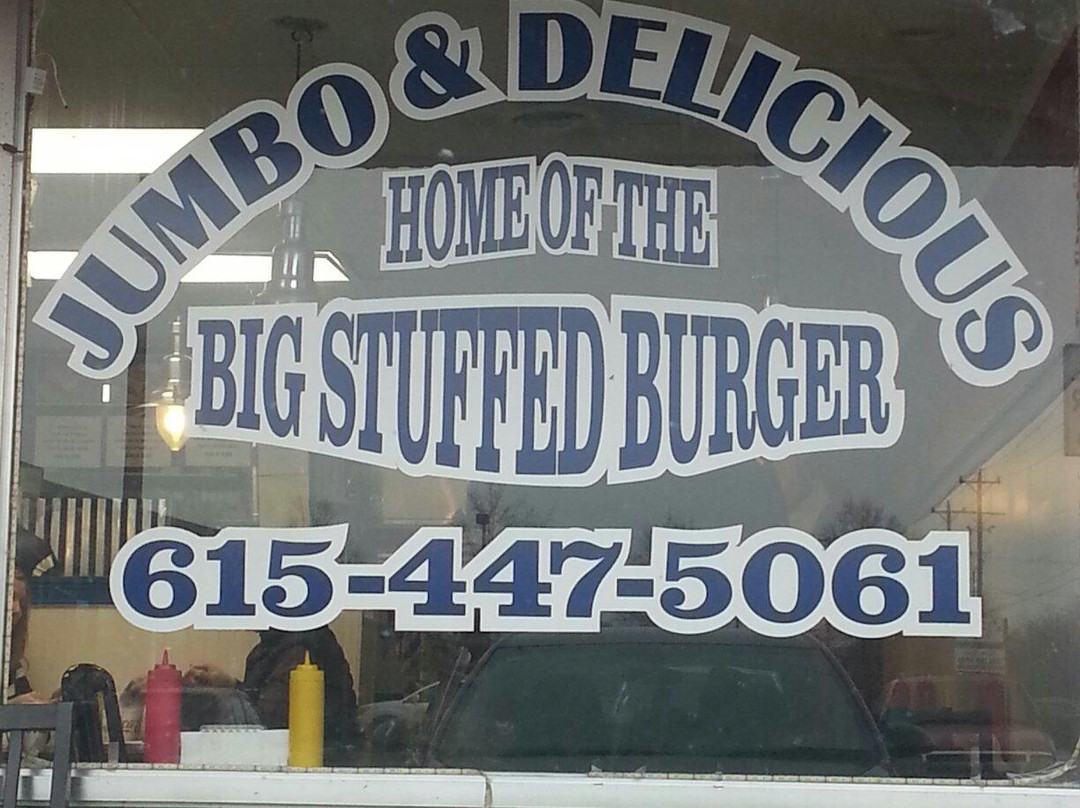 JUMBO & DELICIOUS
HOME OF THE
BIG STUFFED BURGER
615-447-5061